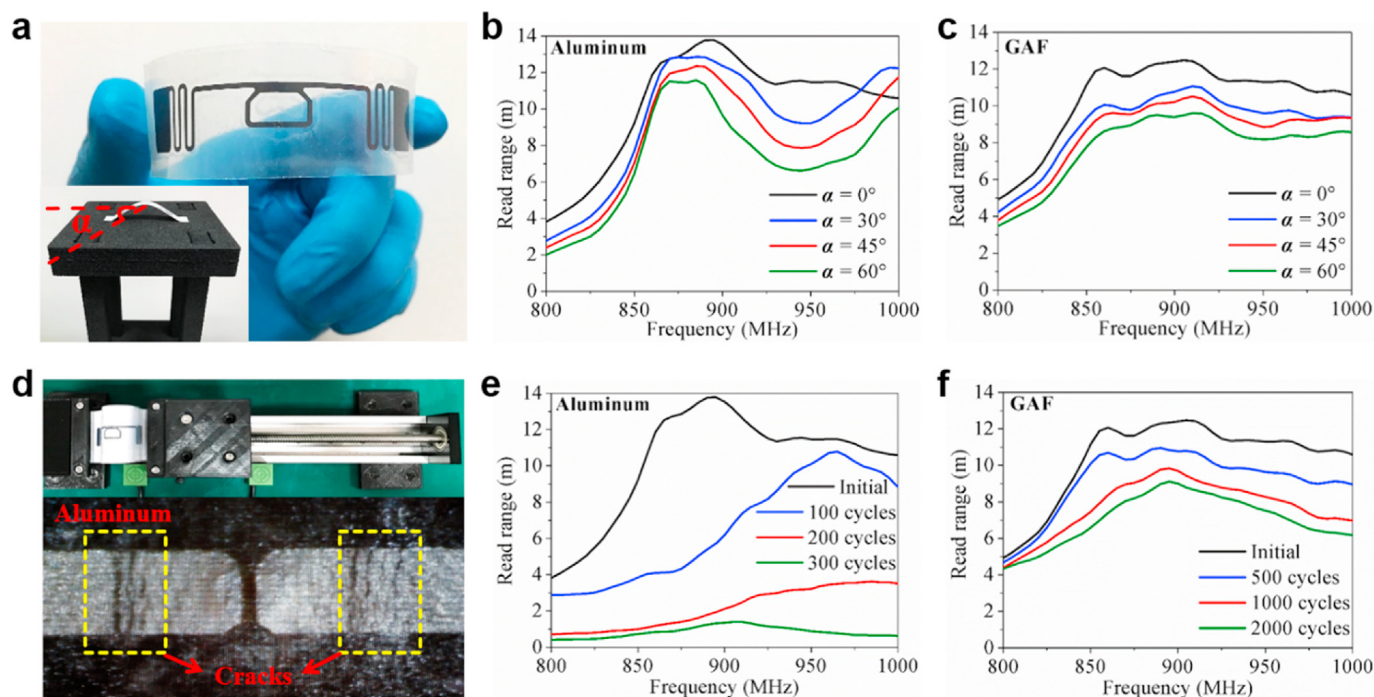 a
α
b
Aluminum
14
12
10
8
6
4
2
0
Read range (m)
α = 0°
α = 30°
α = 45°
α = 60°
800
850
900
950
1000
Frequency (MHz)
c
GAF
14
12
10
8
6
4
2
0
Read range (m)
α = 0°
α = 30°
α = 45°
α = 60°
800
850
900
950
1000
Frequency (MHz)
d
Aluminum
Cracks
e
Aluminum
14
12
10
8
6
4
2
0
Read range (m)
Initial
100 cycles
200 cycles
300 cycles
800
850
900
950
1000
Frequency (MHz)
f
GAF
14
12
10
8
6
4
2
0
Read range (m)
Initial
500 cycles
1000 cycles
2000 cycles
800
850
900
950
1000
Frequency (MHz)